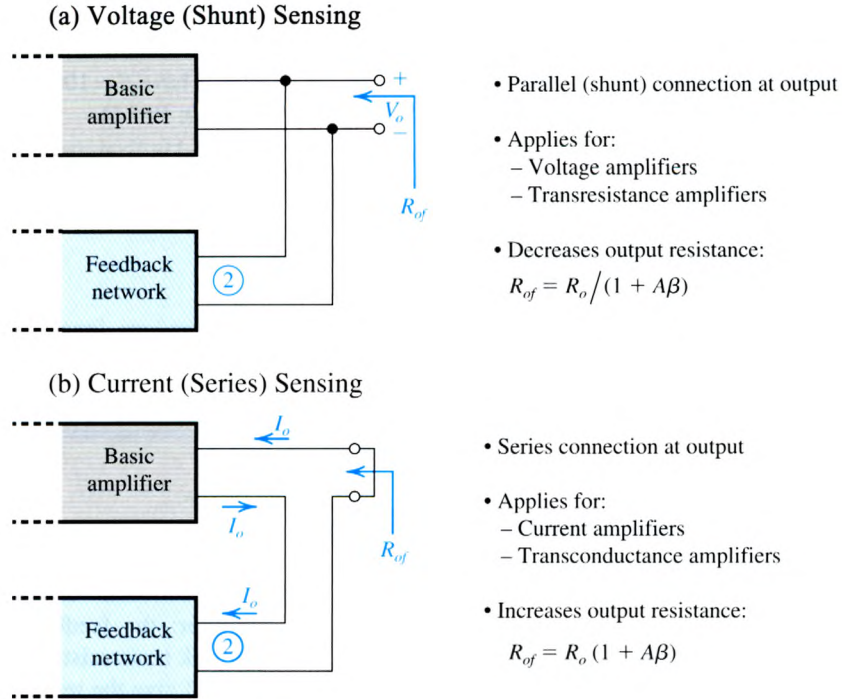 (a) Voltage (Shunt) Sensing
Basic
amplifier
+
V_o
–
R_of
Feedback
network
2
• Parallel (shunt) connection at output
• Applies for:
– Voltage amplifiers
– Transresistance amplifiers
• Decreases output resistance:
R_of = R_o/(1 + Aβ)
(b) Current (Series) Sensing
I_o
Basic
amplifier
I_o
R_of
I_o
Feedback
network
2
• Series connection at output
• Applies for:
– Current amplifiers
– Transconductance amplifiers
• Increases output resistance:
R_of = R_o (1 + Aβ)